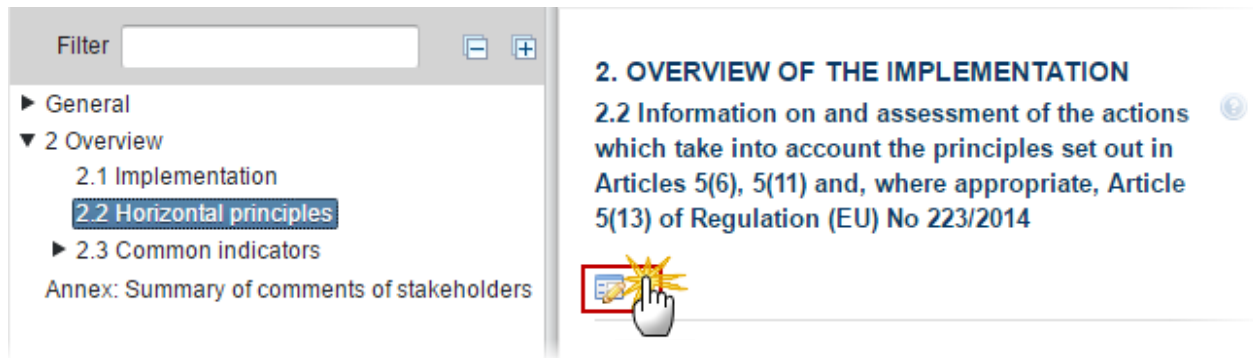 Filter
General
2 Overview
2.1 Implementation
2.2 Horizontal principles
2.3 Common indicators
Annex: Summary of comments of stakeholders
2. OVERVIEW OF THE IMPLEMENTATION
2.2 Information on and assessment of the actions
which take into account the principles set out in
Articles 5(6), 5(11) and, where appropriate, Article
5(13) of Regulation (EU) No 223/2014